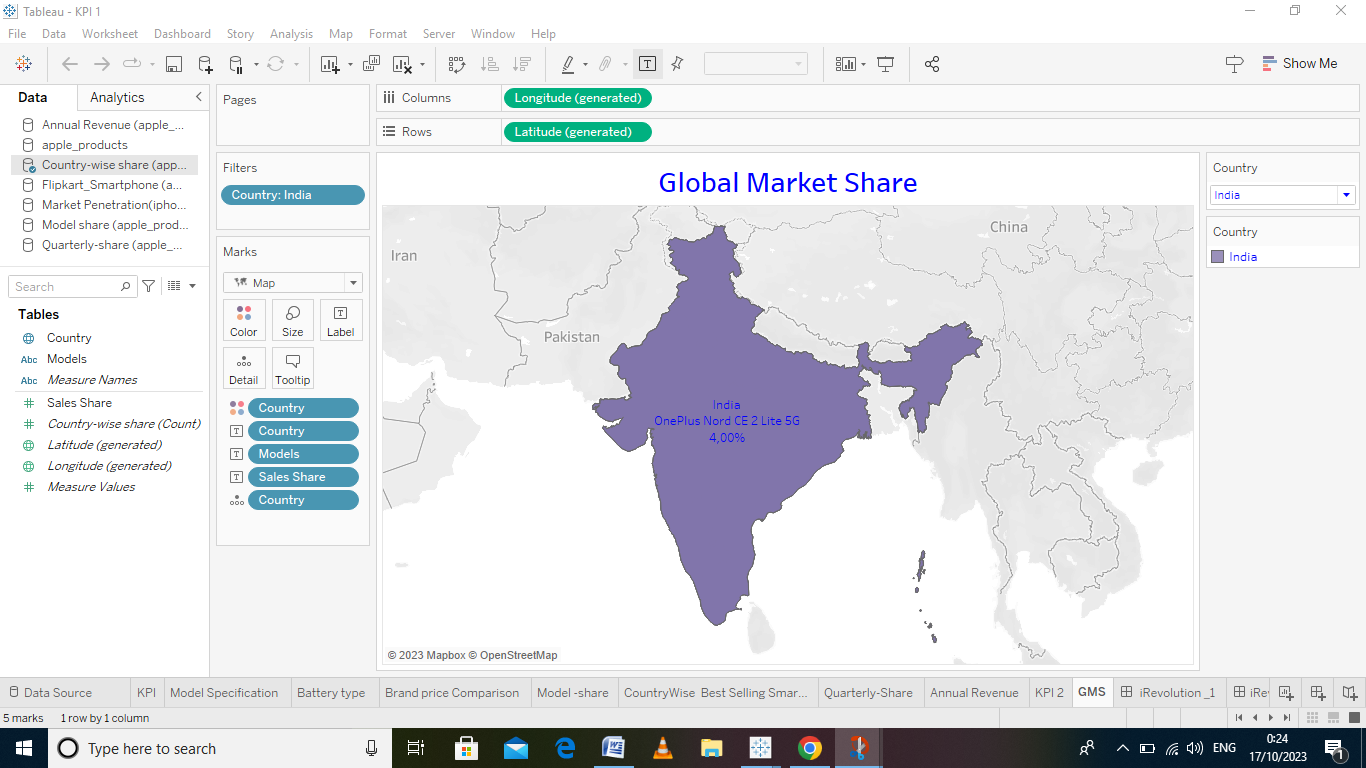 Tableau - KPI 1
File Data Worksheet Dashboard Story Analysis Map Format Server Window Help
Show Me
Data Analytics
Annual Revenue (apple_...
apple_products
Country-wise share (app...
Flipkart_Smartphone (a...
Market Penetration(ipho...
Model share (apple_prod...
Quarterly-share (apple_...
Search
Tables
Country
Abc Models
Abc Measure Names
Sales Share
Country-wise share (Count)
Latitude (generated)
Longitude (generated)
Measure Values
Pages
Filters
Country: India
Marks
Map
Color Size Label
Detail Tooltip
Country
Country
Models
Sales Share
Country
Columns Longitude (generated)
Rows Latitude (generated)
Global Market Share
Iran
China
Pakistan
India
OnePlus Nord CE 2 Lite 5G
4,00%
© 2023 Mapbox © OpenStreetMap
Country
India
Country
India
Data Source KPI Model Specification Battery type Brand price Comparison Model -share CountryWise Best Selling Smar... Quarterly-Share Annual Revenue KPI 2 GMS iRevolution _1 iRev
5 marks 1 row by 1 column
Type here to search
ENG
0:24
17/10/2023
1